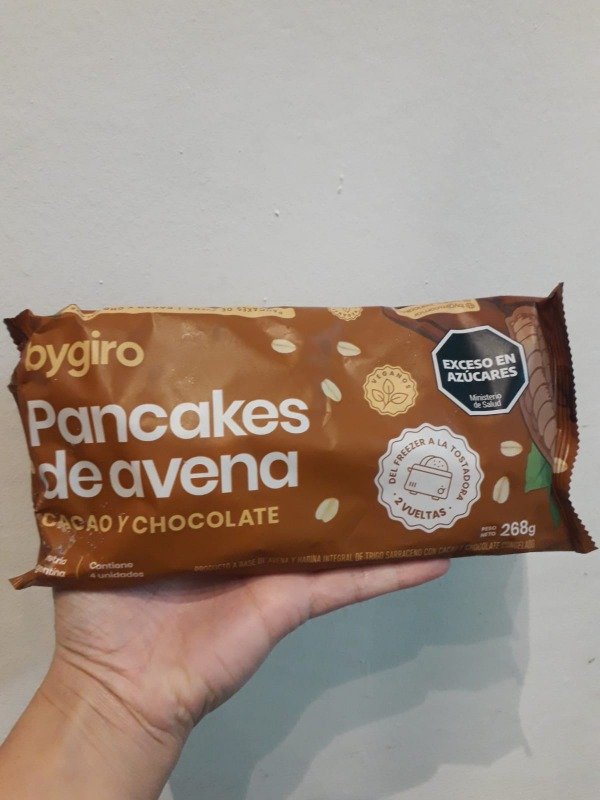 bygiro
Pancakes
de avena
CACAO Y CHOCOLATE
Contiene
4 unidades
VEGANOS
EXCESO EN
AZÚCARES
Ministerio
de Salud
DEL FREEZER A LA TOSTADORA
· 2 VUELTAS ·
PESO
NETO 268g
PRODUCTO A BASE DE AVENA Y HARINA INTEGRAL DE TRIGO SARRACENO CON CACAO Y CHOCOLATE CONGELADO